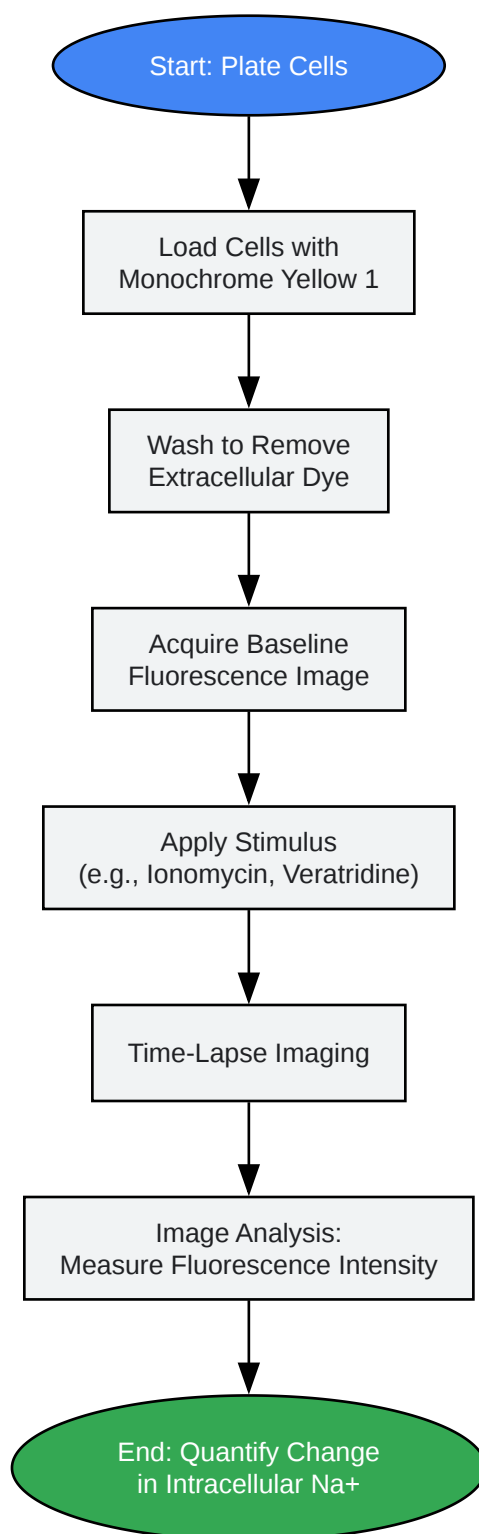 Start: Plate Cells
Load Cells with
Monochrome Yellow 1
Wash to Remove
Extracellular Dye
Acquire Baseline
Fluorescence Image
Apply Stimulus
(e.g., Ionomycin, Veratridine)
Time-Lapse Imaging
Image Analysis:
Measure Fluorescence Intensity
End: Quantify Change
in Intracellular Na+